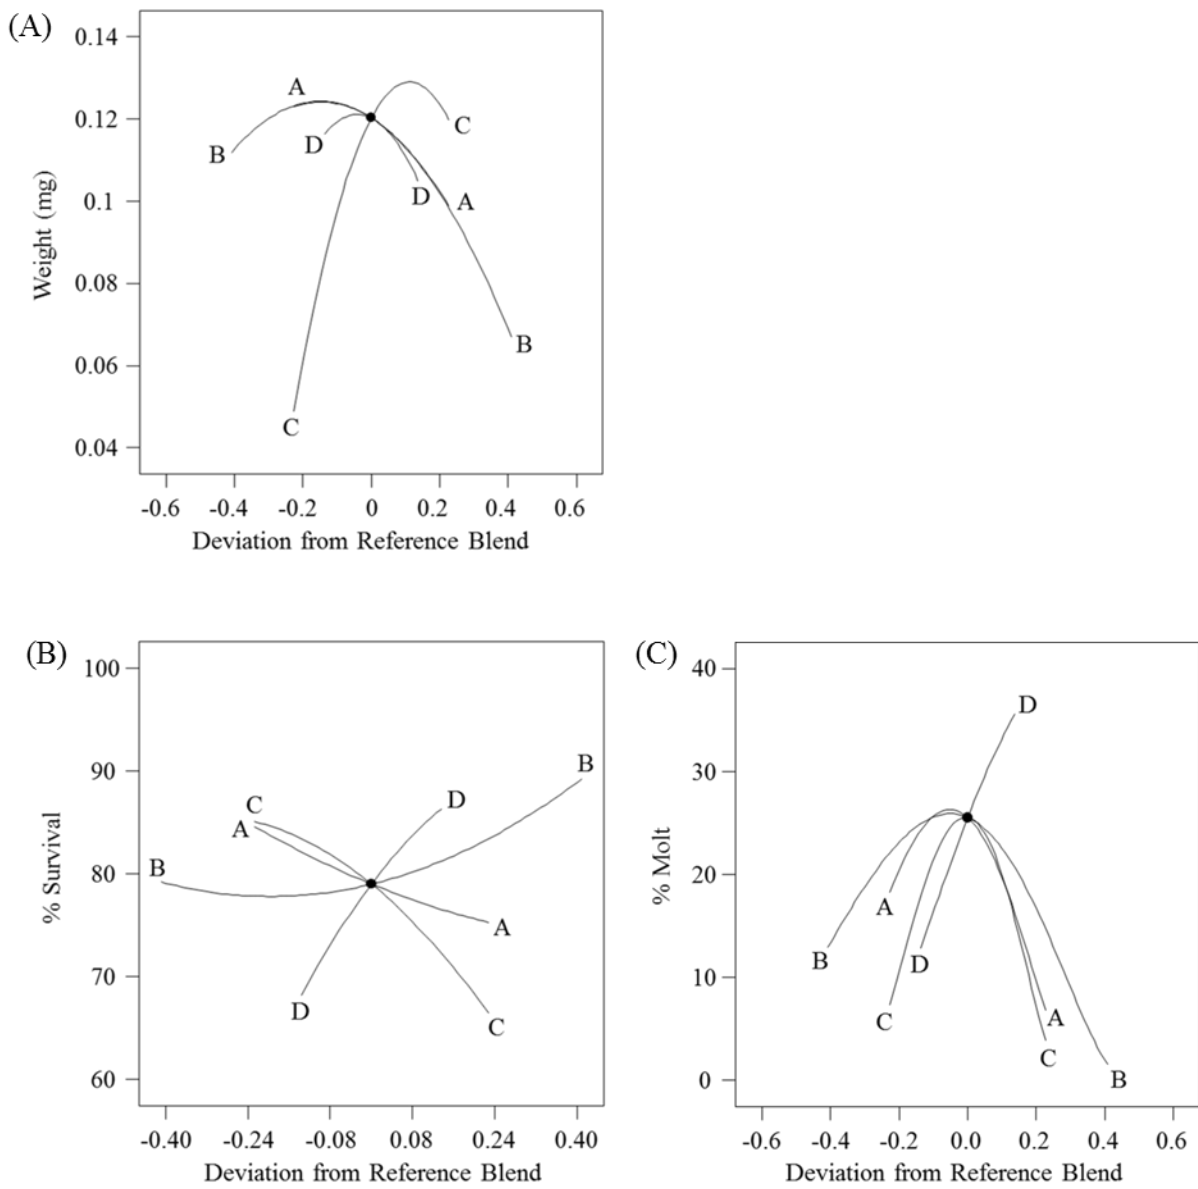 (A)
0.14
0.12
0.1
0.08
0.06
0.04
Weight (mg)
A
B
D
C
D
A
B
C
-0.6 -0.4 -0.2 0 0.2 0.4 0.6
Deviation from Reference Blend
(B)
100
90
80
70
60
% Survival
B
D
C
A
B
A
D
C
-0.40 -0.24 -0.08 0.08 0.24 0.40
Deviation from Reference Blend
(C)
40
30
20
10
0
% Molt
D
A
B
D
C
A
C
B
-0.6 -0.4 -0.2 0.0 0.2 0.4 0.6
Deviation from Reference Blend